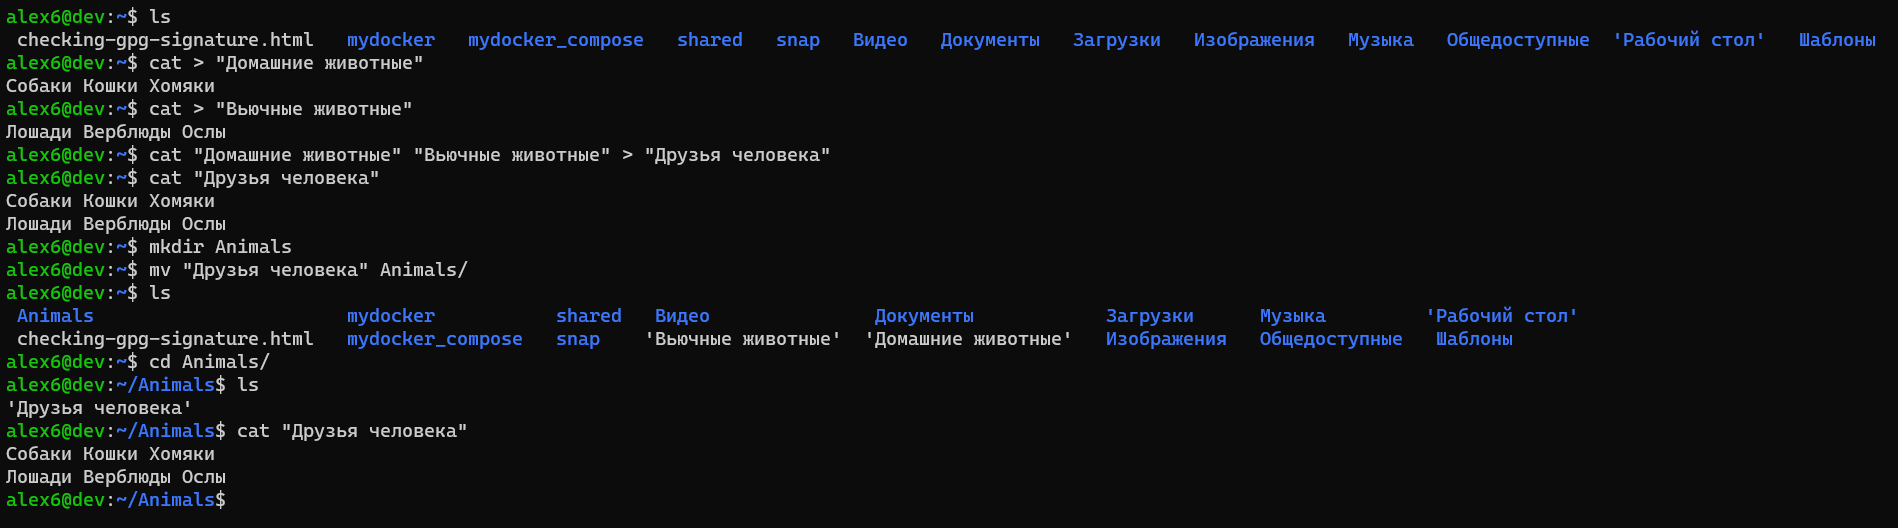 alex6@dev:~$ ls
checking-gpg-signature.html mydocker mydocker_compose shared snap Видео Документы Загрузки Изображения Музыка Общедоступные 'Рабочий стол' Шаблоны
alex6@dev:~$ cat > "Домашние животные"
Собаки Кошки Хомяки
alex6@dev:~$ cat > "Вьючные животные"
Лошади Верблюды Ослы
alex6@dev:~$ cat "Домашние животные" "Вьючные животные" > "Друзья человека"
alex6@dev:~$ cat "Друзья человека"
Собаки Кошки Хомяки
Лошади Верблюды Ослы
alex6@dev:~$ mkdir Animals
alex6@dev:~$ mv "Друзья человека" Animals/
alex6@dev:~$ ls
Animals mydocker shared Видео Документы Загрузки Музыка 'Рабочий стол'
checking-gpg-signature.html mydocker_compose snap 'Вьючные животные' 'Домашние животные' Изображения Общедоступные Шаблоны
alex6@dev:~$ cd Animals/
alex6@dev:~/Animals$ ls
'Друзья человека'
alex6@dev:~/Animals$ cat "Друзья человека"
Собаки Кошки Хомяки
Лошади Верблюды Ослы
alex6@dev:~/Animals$